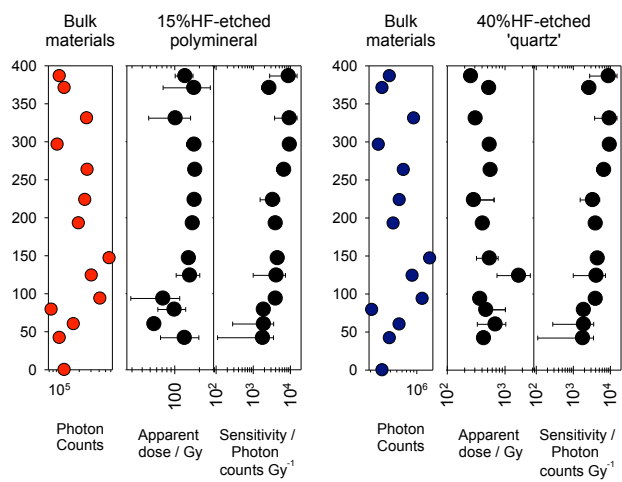 Bulk
materials
15%HF-etched
polymineral
Bulk
materials
40%HF-etched
'quartz'
400
350
300
250
200
150
100
50
0
400
350
300
250
200
150
100
50
0
10⁵
100
10²
10³
10⁴
10⁶
10²
10³
10²
10³
10⁴
Photon
Counts
Apparent
dose / Gy
Sensitivity /
Photon
counts Gy⁻¹
Photon
Counts
Apparent
dose / Gy
Sensitivity /
Photon
counts Gy⁻¹